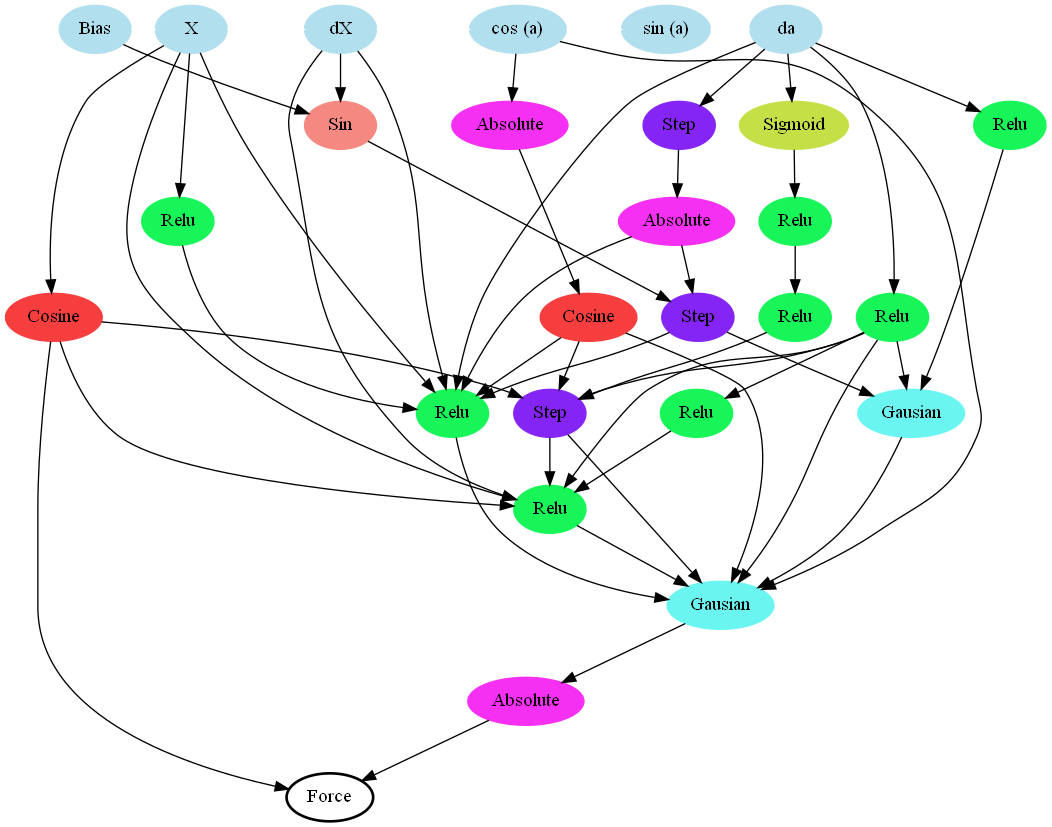 Bias
X
dX
cos (a)
sin (a)
da
Sin
Absolute
Step
Sigmoid
Relu
Relu
Absolute
Relu
Cosine
Cosine
Step
Relu
Relu
Relu
Step
Relu
Gausian
Relu
Gausian
Absolute
Force